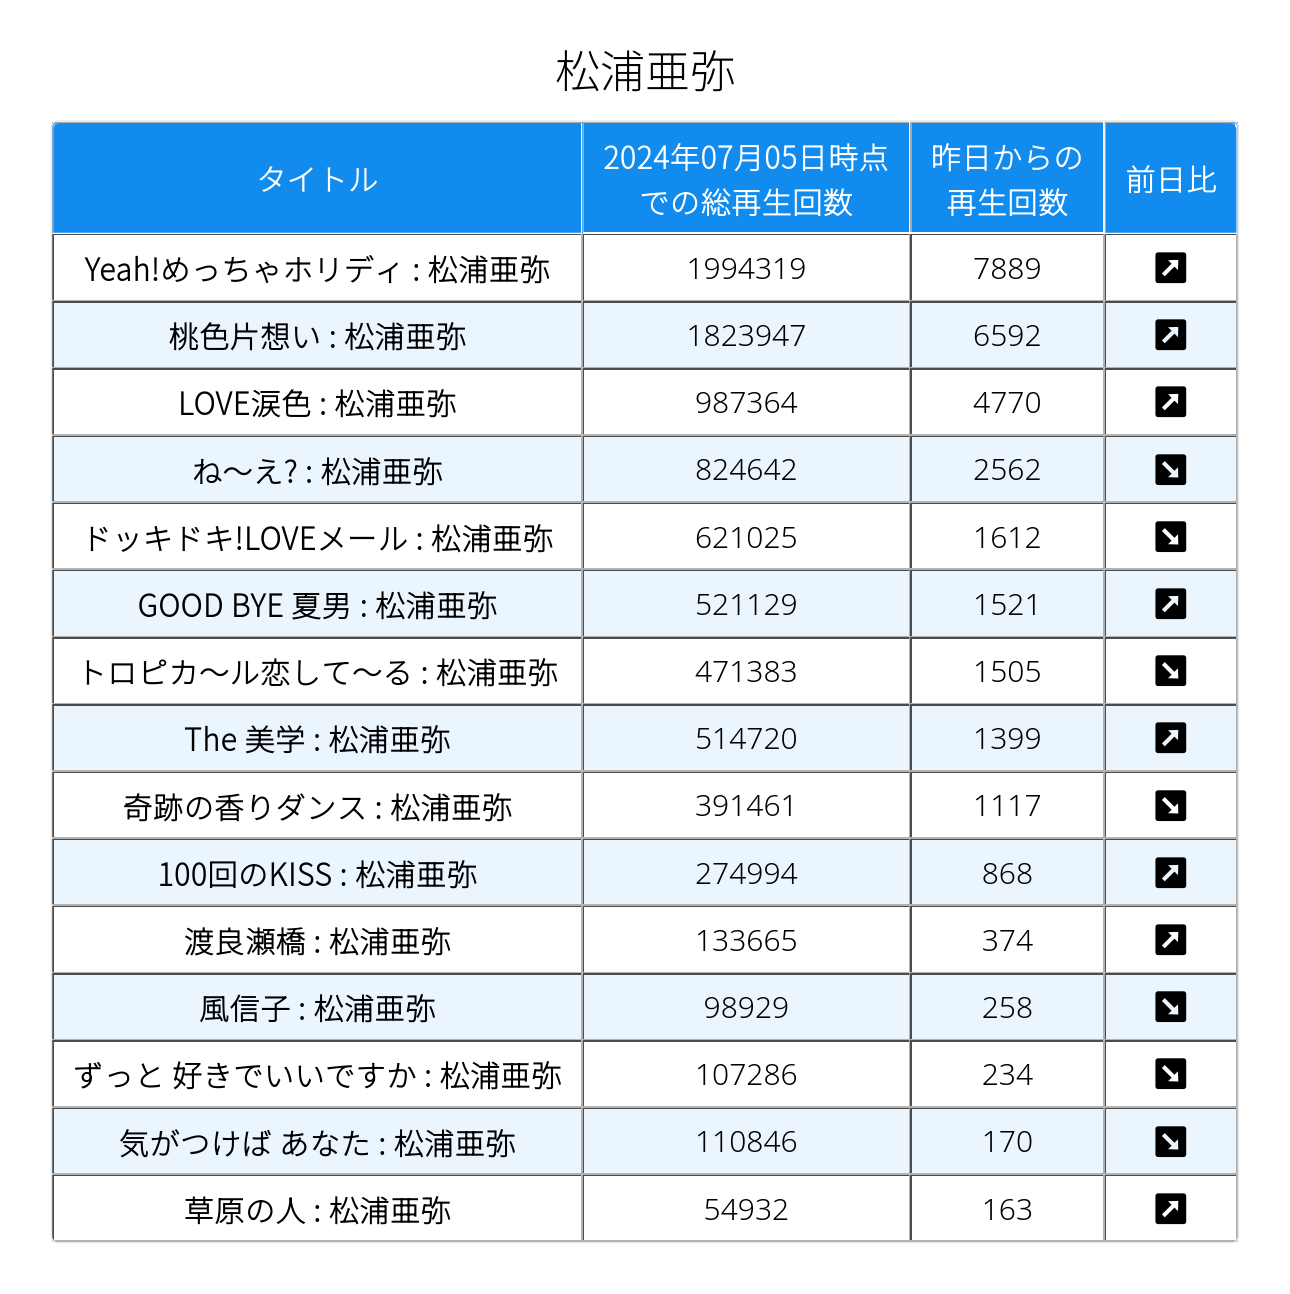 松浦亜弥
タイトル
2024年07月05日時点
での総再生回数
昨日からの
再生回数
前日比
Yeah!めっちゃホリディ : 松浦亜弥 1994319 7889 ↗
桃色片想い : 松浦亜弥 1823947 6592 ↗
LOVE涙色 : 松浦亜弥 987364 4770 ↗
ね〜え? : 松浦亜弥 824642 2562 ↘
ドッキドキ!LOVEメール : 松浦亜弥 621025 1612 ↘
GOOD BYE 夏男 : 松浦亜弥 521129 1521 ↗
トロピカ〜ル恋して〜る : 松浦亜弥 471383 1505 ↘
The 美学 : 松浦亜弥 514720 1399 ↗
奇跡の香りダンス : 松浦亜弥 391461 1117 ↘
100回のKISS : 松浦亜弥 274994 868 ↗
渡良瀬橋 : 松浦亜弥 133665 374 ↗
風信子 : 松浦亜弥 98929 258 ↘
ずっと 好きでいいですか : 松浦亜弥 107286 234 ↘
気がつけば あなた : 松浦亜弥 110846 170 ↘
草原の人 : 松浦亜弥 54932 163 ↗